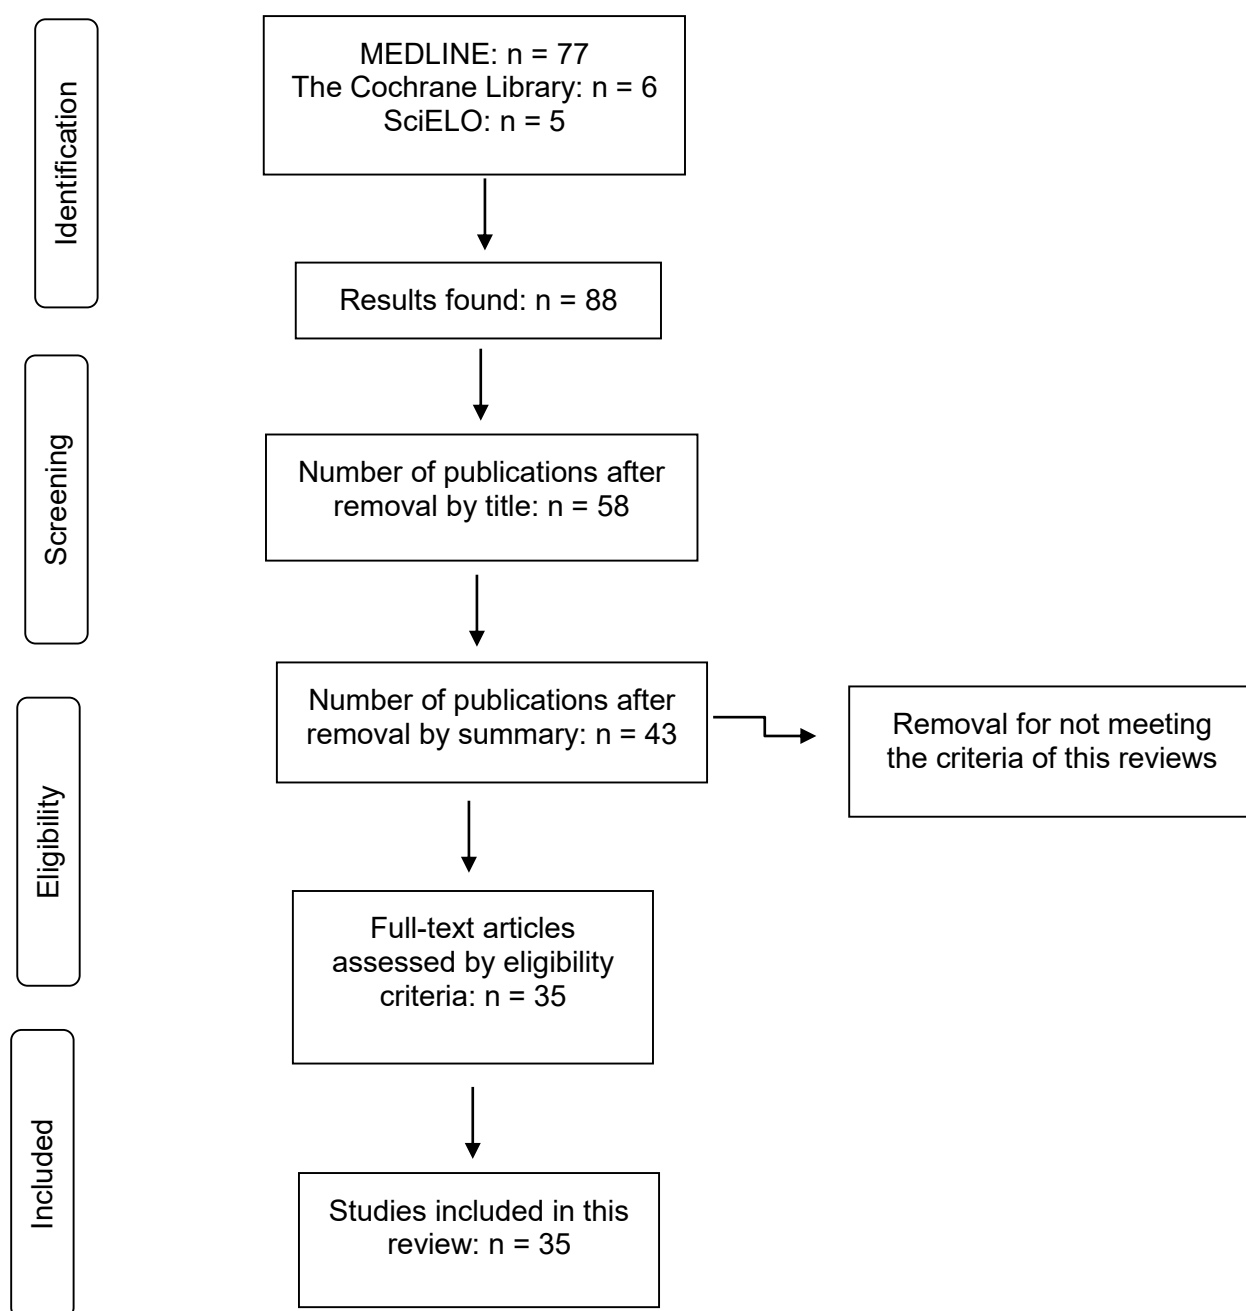 Identification
MEDLINE: n = 77
The Cochrane Library: n = 6
SciELO: n = 5
Results found: n = 88
Screening
Number of publications after
removal by title: n = 58
Number of publications after
removal by summary: n = 43
Removal for not meeting
the criteria of this reviews
Eligibility
Full-text articles
assessed by eligibility
criteria: n = 35
Included
Studies included in this
review: n = 35